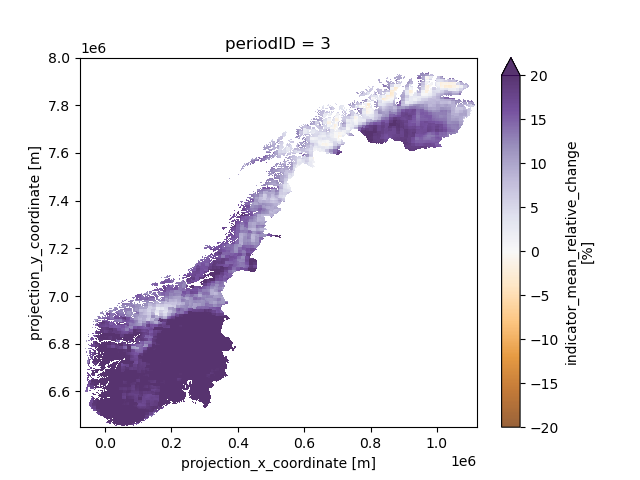 periodID = 3
1e6
8.0
7.8
7.6
7.4
7.2
7.0
6.8
6.6
projection_y_coordinate [m]
0.0 0.2 0.4 0.6 0.8 1.0
1e6
projection_x_coordinate [m]
20
15
10
5
0
−5
−10
−15
−20
indicator_mean_relative_change
[%]